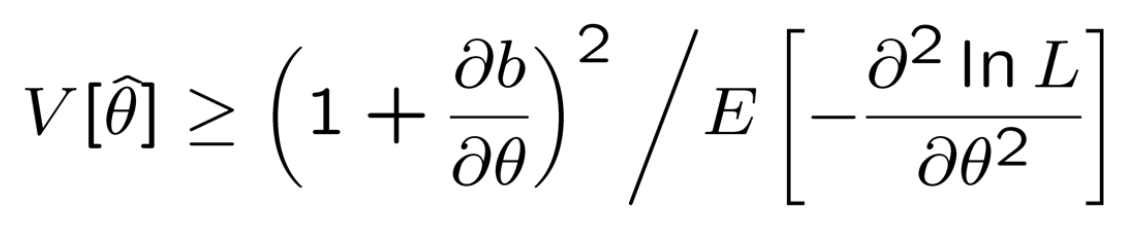 V[θ̂] ≥ (1 + ∂b/∂θ)² / E[−∂² ln L/∂θ²]